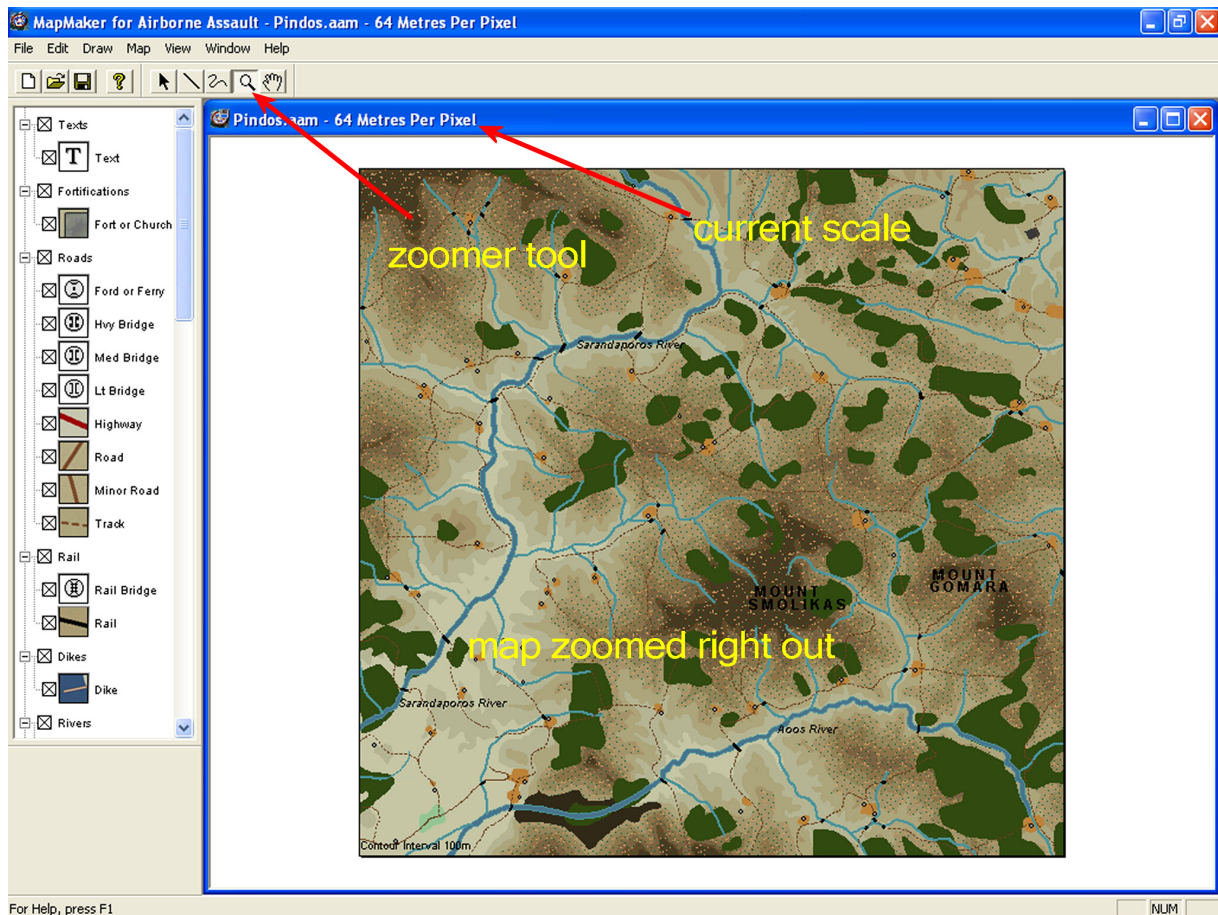 MapMaker for Airborne Assault - Pindos.aam - 64 Metres Per Pixel
File Edit Draw Map View Window Help
Pindos.aam - 64 Metres Per Pixel
Texts
T Text
Fortifications
Fort or Church
Roads
Ford or Ferry
Hvy Bridge
Med Bridge
Lt Bridge
Highway
Road
Minor Road
Track
Rail
Rail Bridge
Rail
Dikes
Dike
Rivers
current scale
zoomer tool
Sarandaporos River
MOUNT
GOMARA
MOUNT
SMOLIKAS
map zoomed right out
Sarandaporos River
Aoos River
Contour Interval 100m
For Help, press F1
NUM